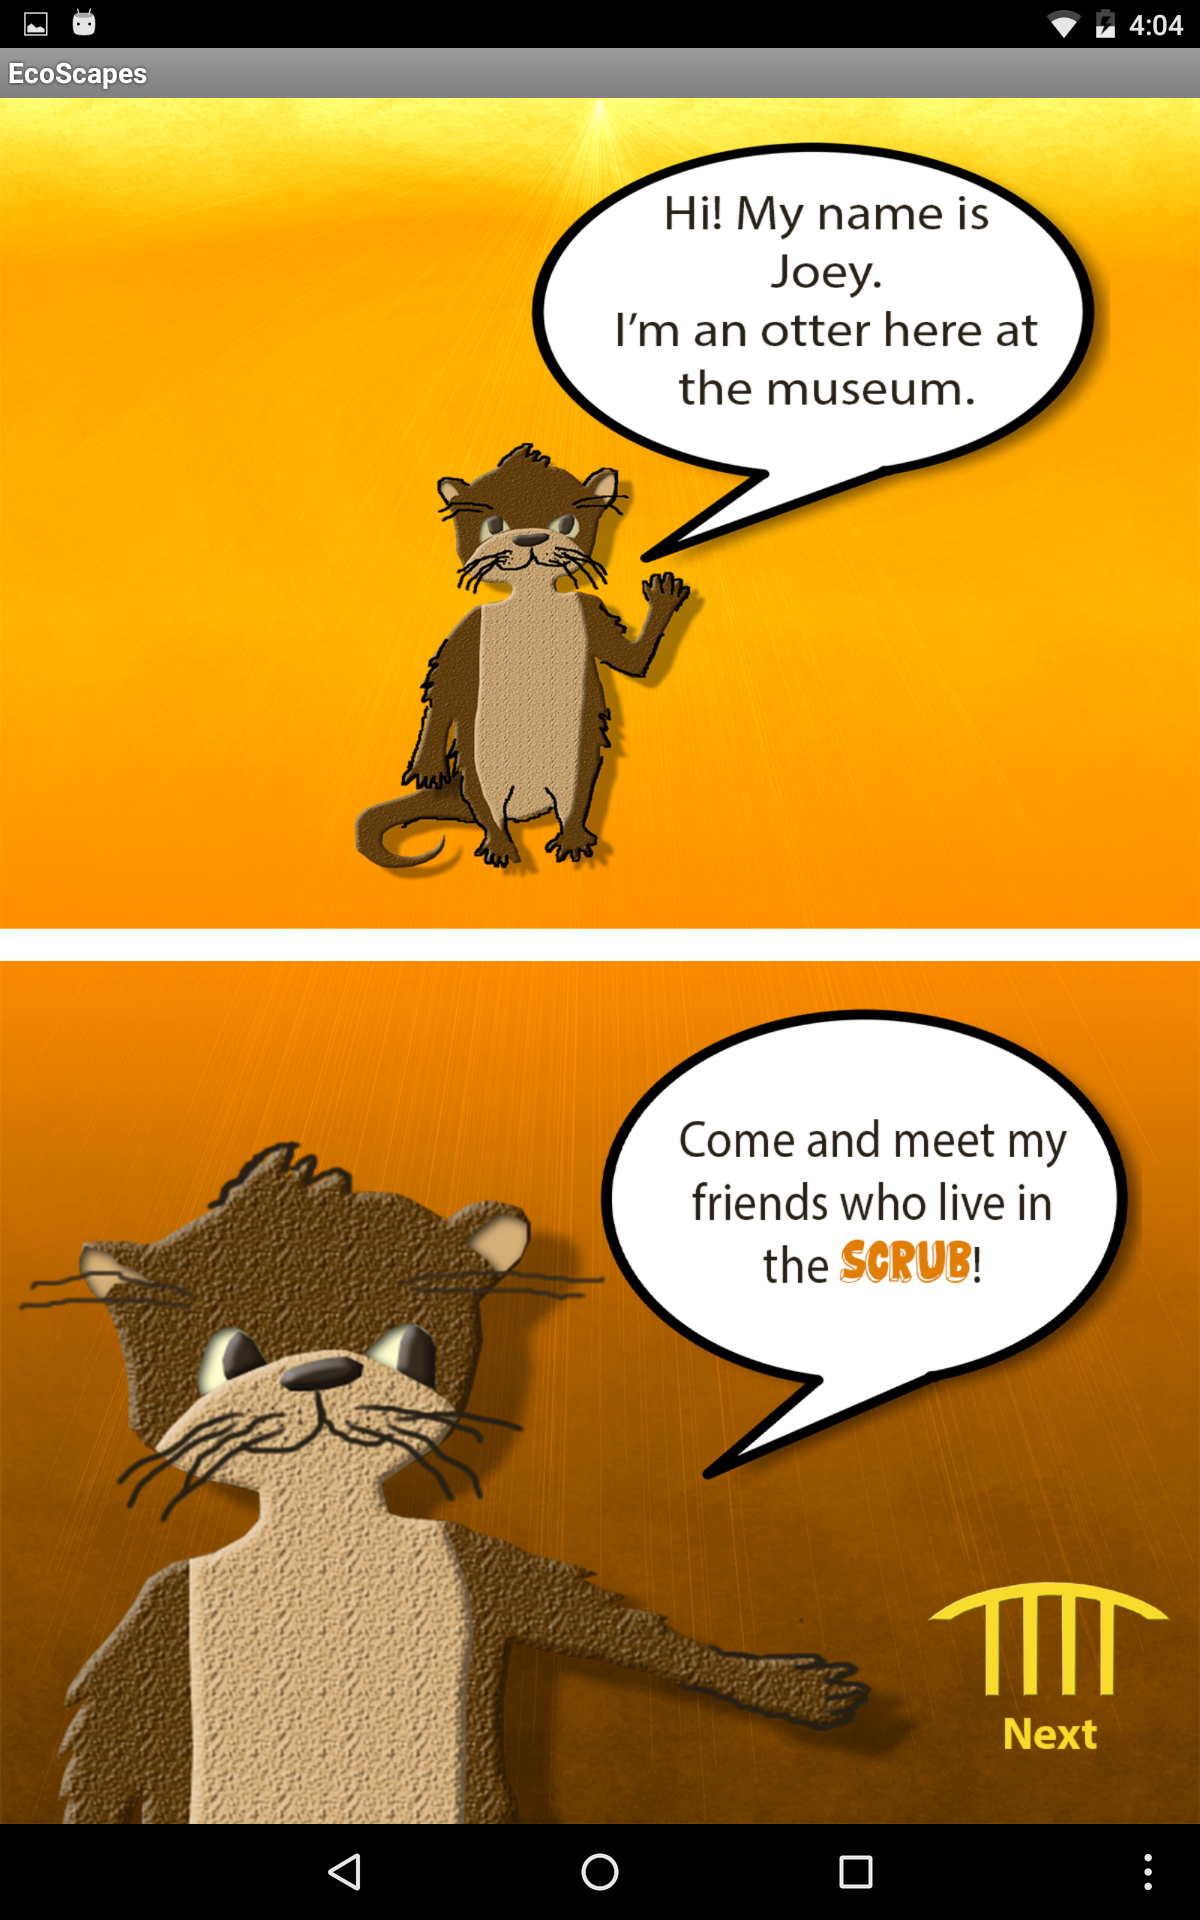 4:04
EcoScapes
Hi! My name is
Joey.
I’m an otter here at
the museum.
Come and meet my
friends who live in
the SCRUB!
Next